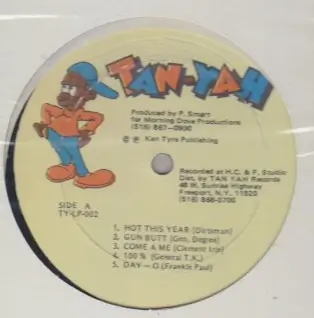 TAN-YAH
Produced by P. Smart
for Morning Dove Productions
(516) 867-0900
© ℗ Ken Tyre Publishing
Recorded at H.C. & F. Studio
Dist. by TAN YAH Records
48 W. Sunrise Highway
Freeport, N.Y. 11520
(516) 868-0700
SIDE A
TY-LP-002
1. HOT THIS YEAR (Dirtsman)
2. GUN BUTT (Gen. Degree)
3. COME A ME (Clement Irie)
4. 100% (General T.K.)
5. DAY-O (Frankie Paul)